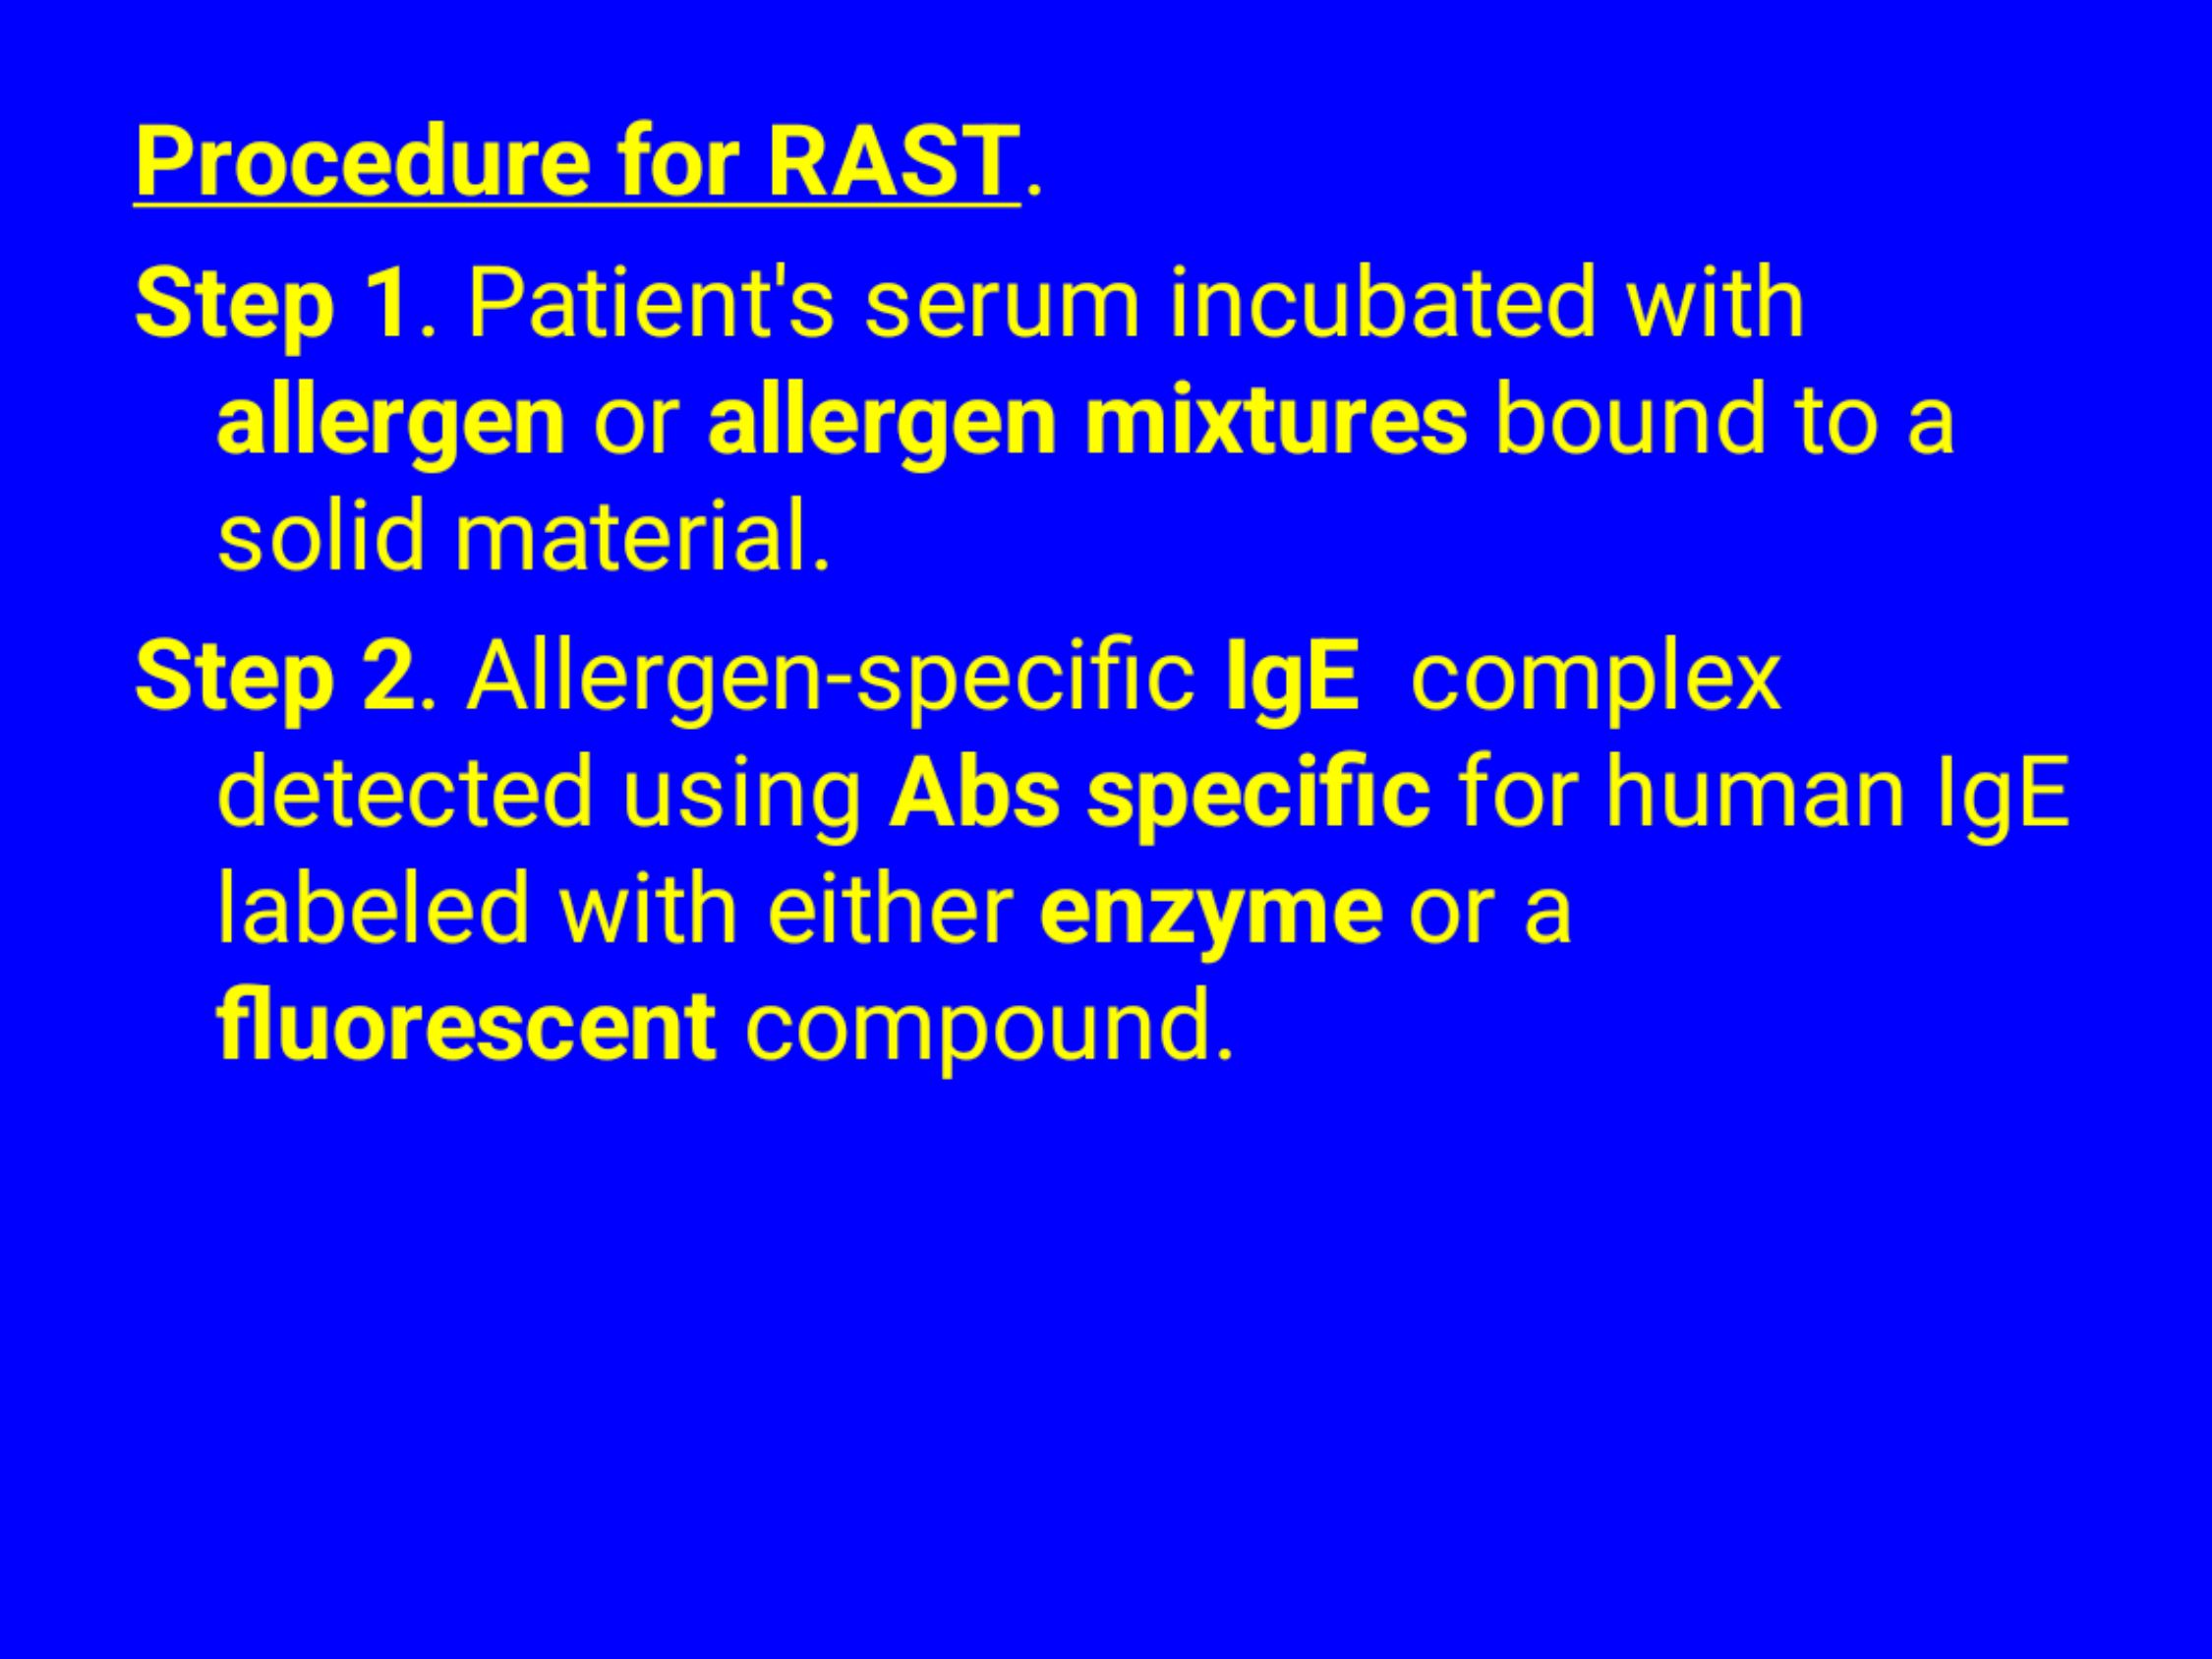 Procedure for RAST.
Step 1. Patient's serum incubated with
allergen or allergen mixtures bound to a
solid material.
Step 2. Allergen-specific IgE  complex
detected using Abs specific for human IgE
labeled with either enzyme or a
fluorescent compound.